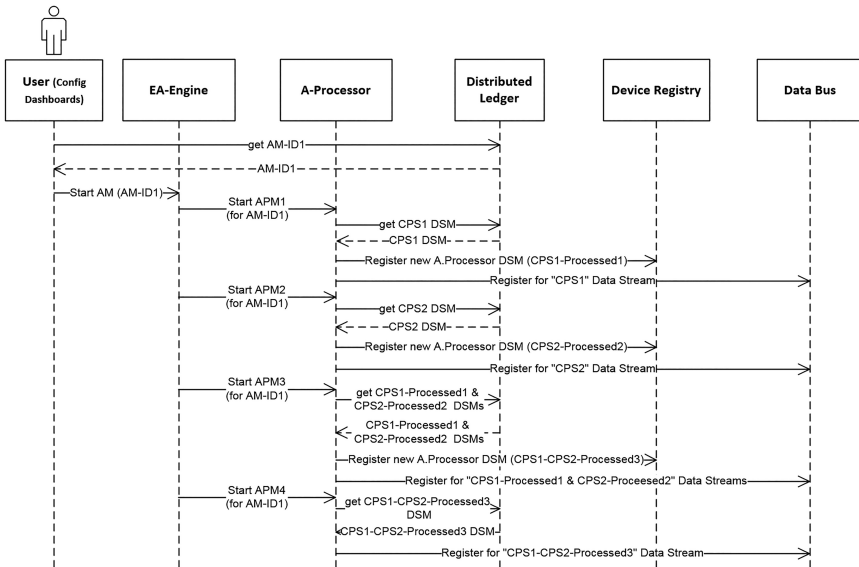 User (Config
Dashboards)
EA-Engine
A-Processor
Distributed
Ledger
Device Registry
Data Bus
get AM-ID1
AM-ID1
Start AM (AM-ID1)
Start APM1
(for AM-ID1)
get CPS1 DSM
CPS1 DSM
Register new A.Processor DSM (CPS1-Processed1)
Register for "CPS1" Data Stream
Start APM2
(for AM-ID1)
get CPS2 DSM
CPS2 DSM
Register new A.Processor DSM (CPS2-Processed2)
Register for "CPS2" Data Stream
Start APM3
(for AM-ID1)
get CPS1-Processed1 &
CPS2-Processed2 DSMs
CPS1-Processed1 &
CPS2-Processed2 DSMs
Register new A.Processor DSM (CPS1-CPS2-Processed3)
Register for "CPS1-Processed1 & CPS2-Proceesed2" Data Streams
Start APM4
(for AM-ID1)
get CPS1-CPS2-Processed3
DSM
CPS1-CPS2-Processed3 DSM
Register for "CPS1-CPS2-Processed3" Data Stream